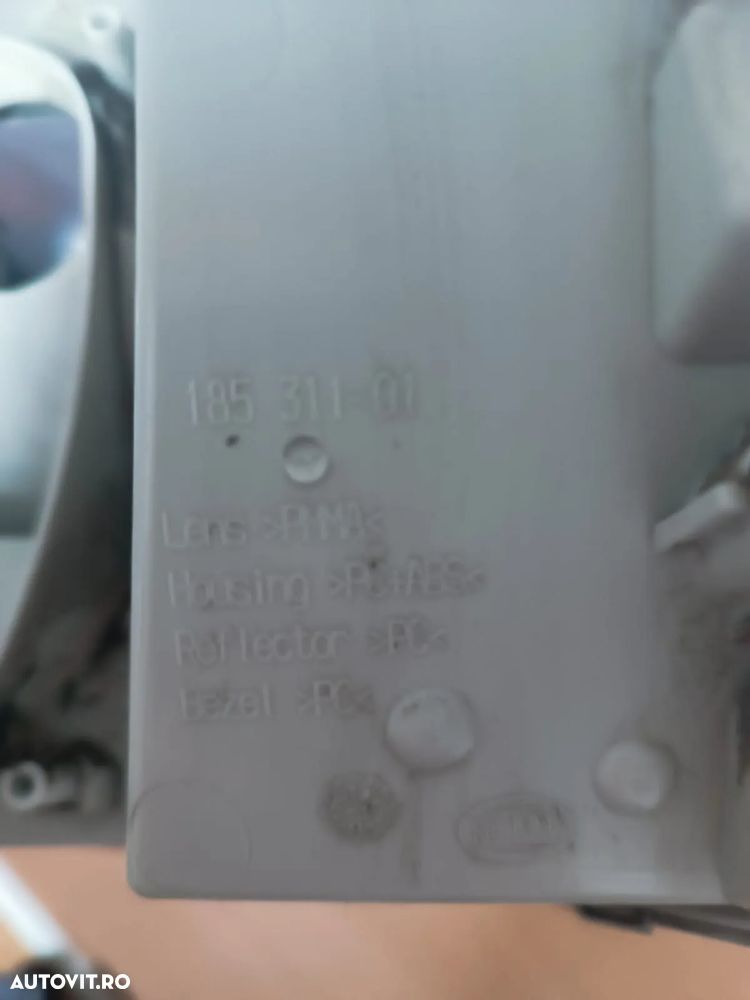 185 311-01
Lens >PMMA<
Housing >PC+ABS<
Reflector >PC<
Bezel >PC<
AUTOVIT.RO